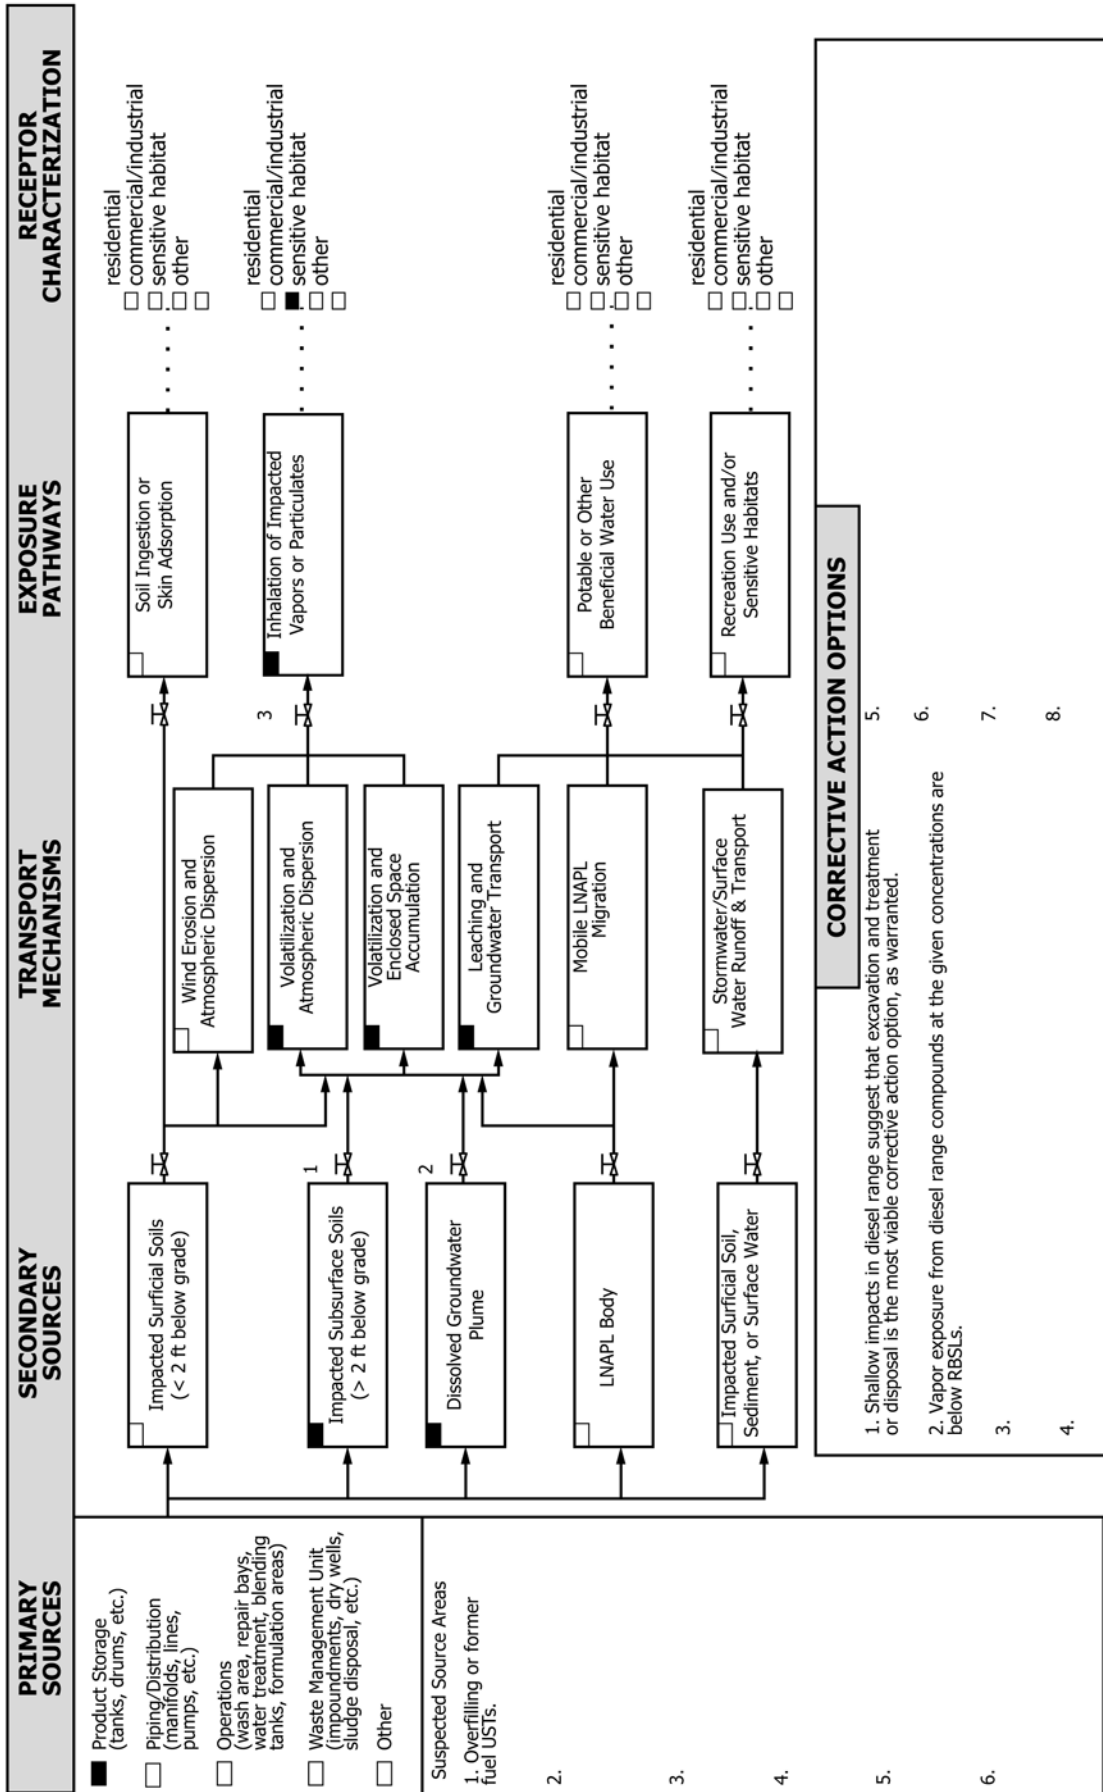 PRIMARY
SOURCES
SECONDARY
SOURCES
TRANSPORT
MECHANISMS
EXPOSURE
PATHWAYS
RECEPTOR
CHARACTERIZATION
Product Storage
(tanks, drums, etc.)
Piping/Distribution
(manifolds, lines,
pumps, etc.)
Operations
(wash area, repair bays,
water treatment, blending
tanks, formulation areas)
Waste Management Unit
(impoundments, dry wells,
sludge disposal, etc.)
Other
Suspected Source Areas
1. Overfilling or former
fuel USTs.
2.
3.
4.
5.
6.
Impacted Surficial Soils
(< 2 ft below grade)
Impacted Subsurface Soils
(> 2 ft below grade)
Dissolved Groundwater
Plume
LNAPL Body
Impacted Surficial Soil,
Sediment, or Surface Water
1
2
Wind Erosion and
Atmospheric Dispersion
Volatilization and
Atmospheric Dispersion
Volatilization and
Enclosed Space
Accumulation
Leaching and
Groundwater Transport
Mobile LNAPL
Migration
Stormwater/Surface
Water Runoff & Transport
3
Soil Ingestion or
Skin Adsorption
Inhalation of Impacted
Vapors or Particulates
Potable or Other
Beneficial Water Use
Recreation Use and/or
Sensitive Habitats
residential
commercial/industrial
sensitive habitat
other
residential
commercial/industrial
sensitive habitat
other
residential
commercial/industrial
sensitive habitat
other
residential
commercial/industrial
sensitive habitat
other
CORRECTIVE ACTION OPTIONS
1. Shallow impacts in diesel range suggest that excavation and treatment
or disposal is the most viable corrective action option, as warranted.
2. Vapor exposure from diesel range compounds at the given concentrations are
below RBSLs.
3.
4.
5.
6.
7.
8.